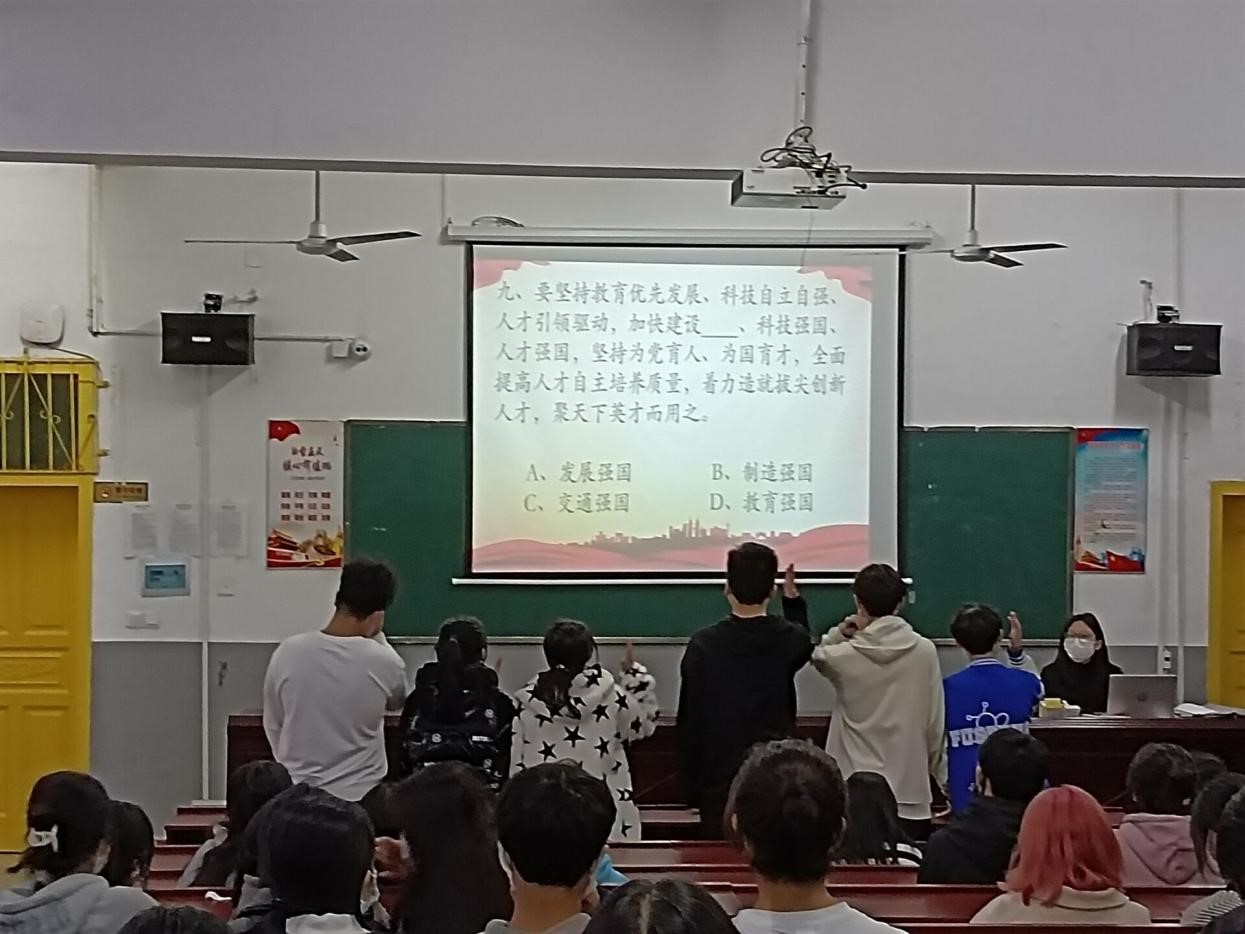 九、要坚持教育优先发展、科技自立自强、
人才引领驱动，加快建设____、科技强国、
人才强国，坚持为党育人、为国育才，全面
提高人才自主培养质量，着力造就拔尖创新
人才，聚天下英才而用之。
A、发展强国 B、制造强国
C、交通强国 D、教育强国